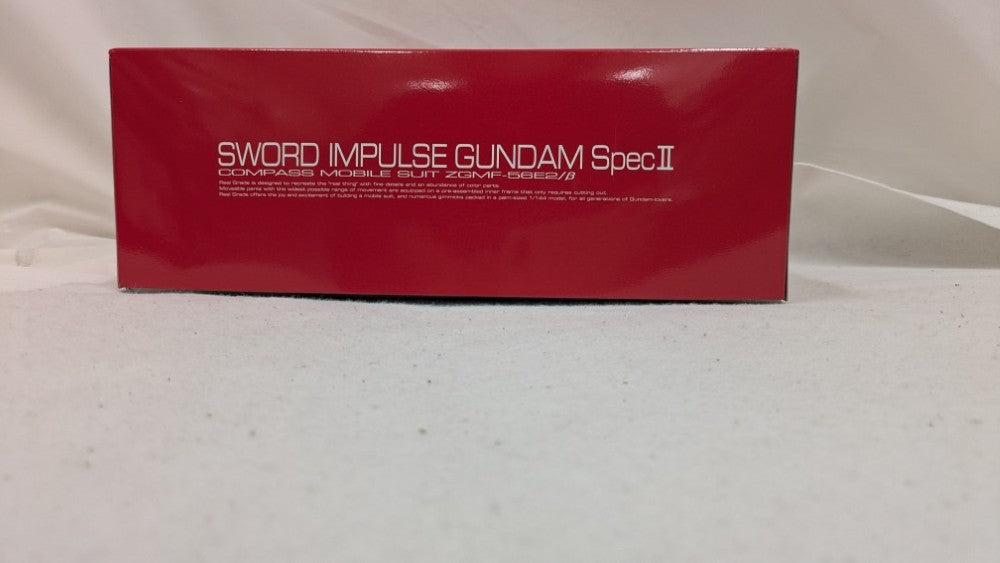 SWORD IMPULSE GUNDAM Spec II
COMPASS MOBILE SUIT ZGMF-56E2/β
Real Grade is designed to recreate the "real thing" with fine details and an abundance of color parts.
Movable parts with the widest possible range of movement are equipped on a pre-assembled inner frame that only requires cutting out.
Real Grade offers the joy and excitement of building a mobile suit, and numerous gimmicks packed in a palm-sized 1/144 model, for all generations of Gundam-lovers.